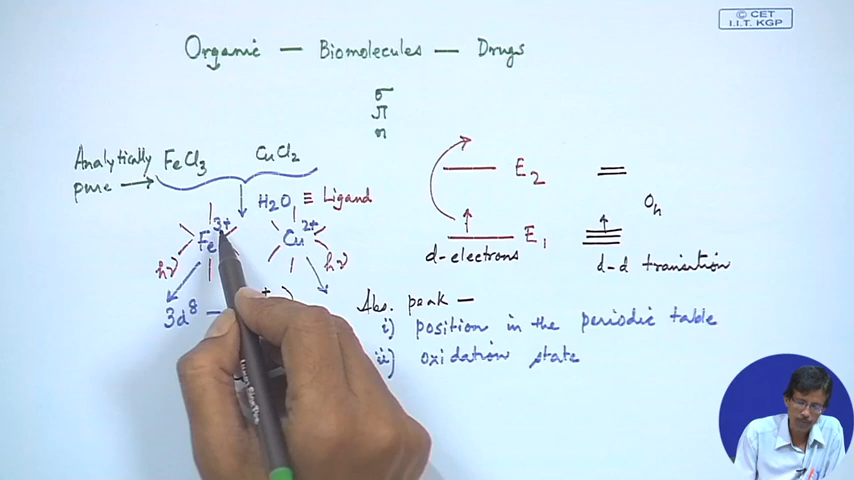 © CET
I.I.T. KGP
Organic — Biomolecules — Drugs
σ
π
n
Analytically pure → FeCl3 CuCl2
H2O ≡ Ligand
Fe3+ Cu2+
hν hν
3d8 —
+
E2
E1
d-electrons
Oh
d-d transition
Abs. peak —
i) position in the periodic table
ii) oxidation state